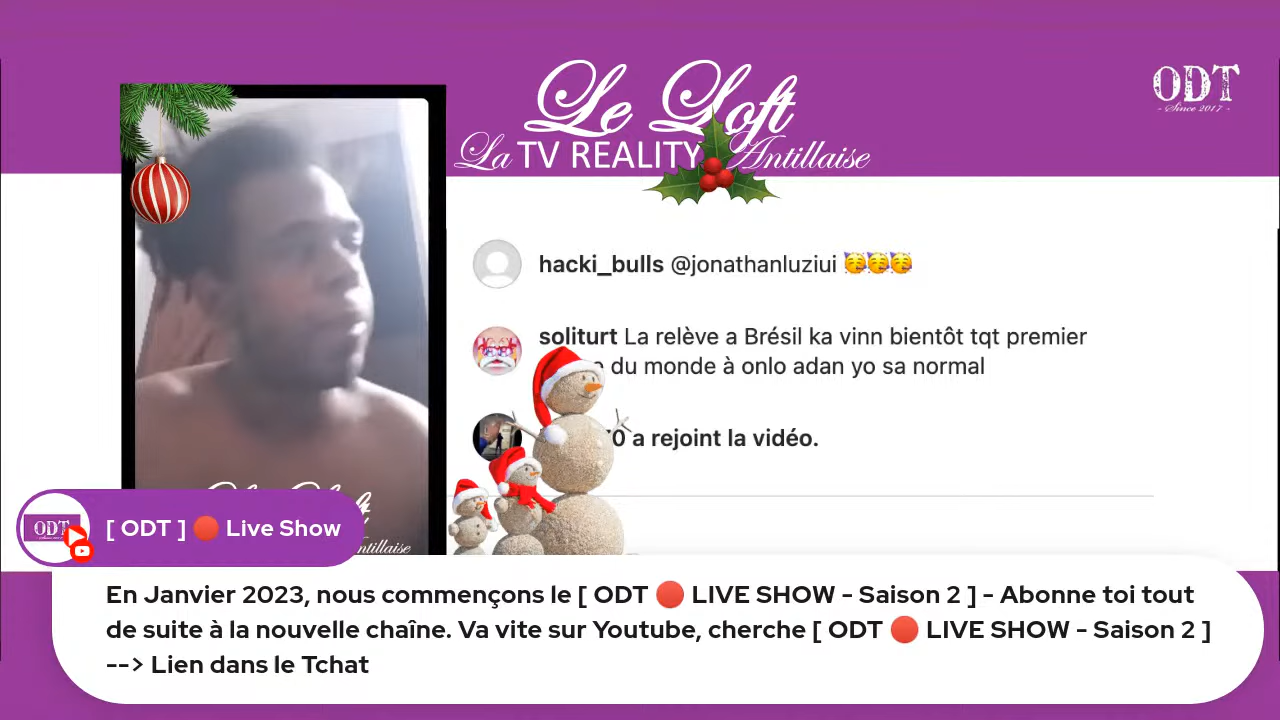 Le Loft
La TV REALITY Antillaise
ODT
- Since 2017 -
hacki_bulls @jonathanluziui 🥳🥳🥳
soliturt La relève a Brésil ka vinn bientôt tqt premier
du monde à onlo adan yo sa normal
a rejoint la vidéo.
ODT
[ ODT ] 🔴 Live Show
En Janvier 2023, nous commençons le [ ODT 🔴 LIVE SHOW - Saison 2 ] - Abonne toi tout
de suite à la nouvelle chaîne. Va vite sur Youtube, cherche [ ODT 🔴 LIVE SHOW - Saison 2 ]
--> Lien dans le Tchat